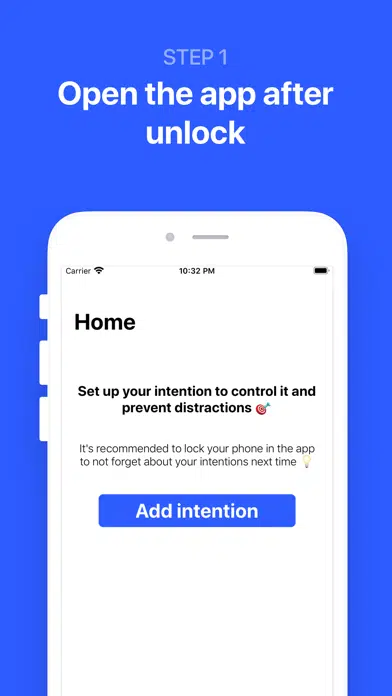 STEP 1
Open the app after
unlock
Carrier 10:32 PM
Home
Set up your intention to control it and
prevent distractions 🎯
It's recommended to lock your phone in the app
to not forget about your intentions next time 💡
Add intention